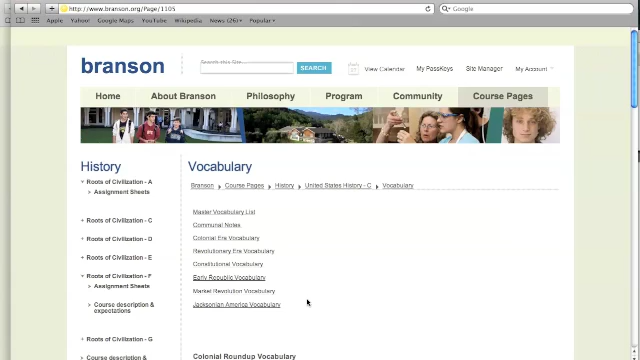 http://www.branson.org/Page/1105
Google
Apple Yahoo! Google Maps YouTube Wikipedia News (26) Popular
branson
Search this Site...
SEARCH
View Calendar My PassKeys Site Manager My Account
Home About Branson Philosophy Program Community Course Pages
History
Roots of Civilization - A
Assignment Sheets
Roots of Civilization - C
Roots of Civilization - D
Roots of Civilization - E
Roots of Civilization - F
Assignment Sheets
Course description &
expectations
Roots of Civilization - G
Course description &
Vocabulary
Branson Course Pages History United States History - C Vocabulary
Master Vocabulary List
Communal Notes
Colonial Era Vocabulary
Revolutionary Era Vocabulary
Constitutional Vocabulary
Early Republic Vocabulary
Market Revolution Vocabulary
Jacksonian America Vocabulary
Colonial Roundup Vocabulary